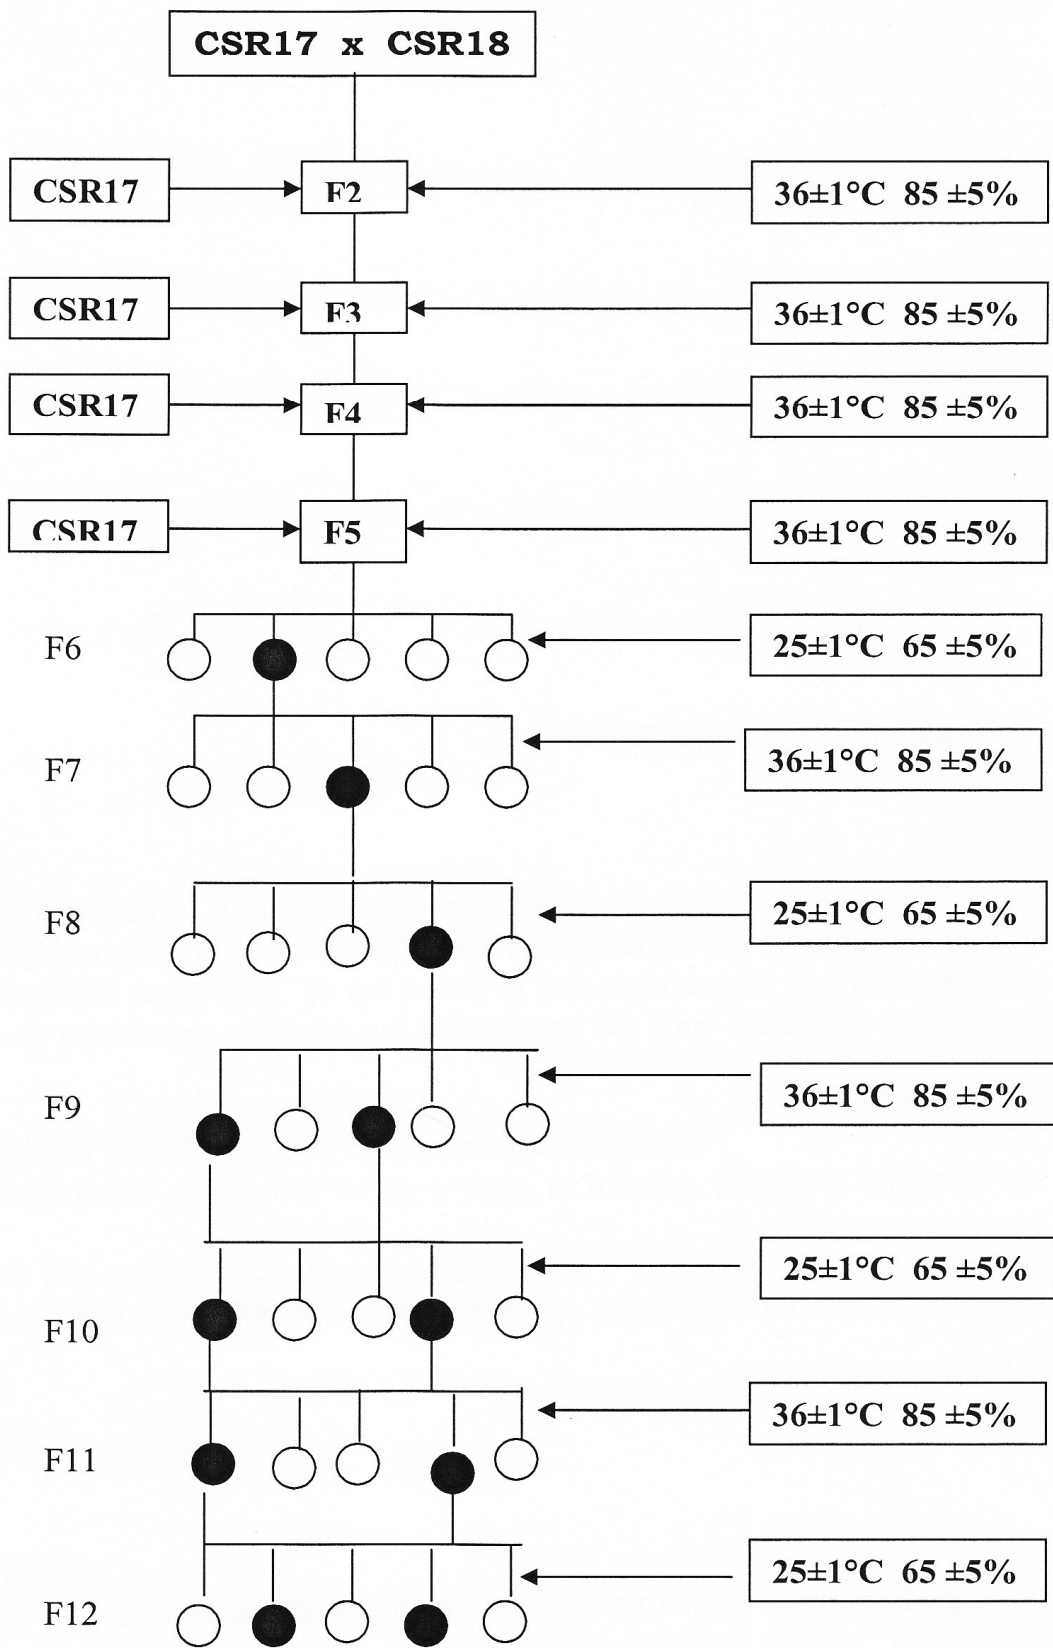 CSR17 x CSR18
CSR17 F2 36±1°C 85 ±5%
CSR17 F3 36±1°C 85 ±5%
CSR17 F4 36±1°C 85 ±5%
CSR17 F5 36±1°C 85 ±5%
F6 25±1°C 65 ±5%
F7 36±1°C 85 ±5%
F8 25±1°C 65 ±5%
F9 36±1°C 85 ±5%
F10 25±1°C 65 ±5%
F11 36±1°C 85 ±5%
F12 25±1°C 65 ±5%